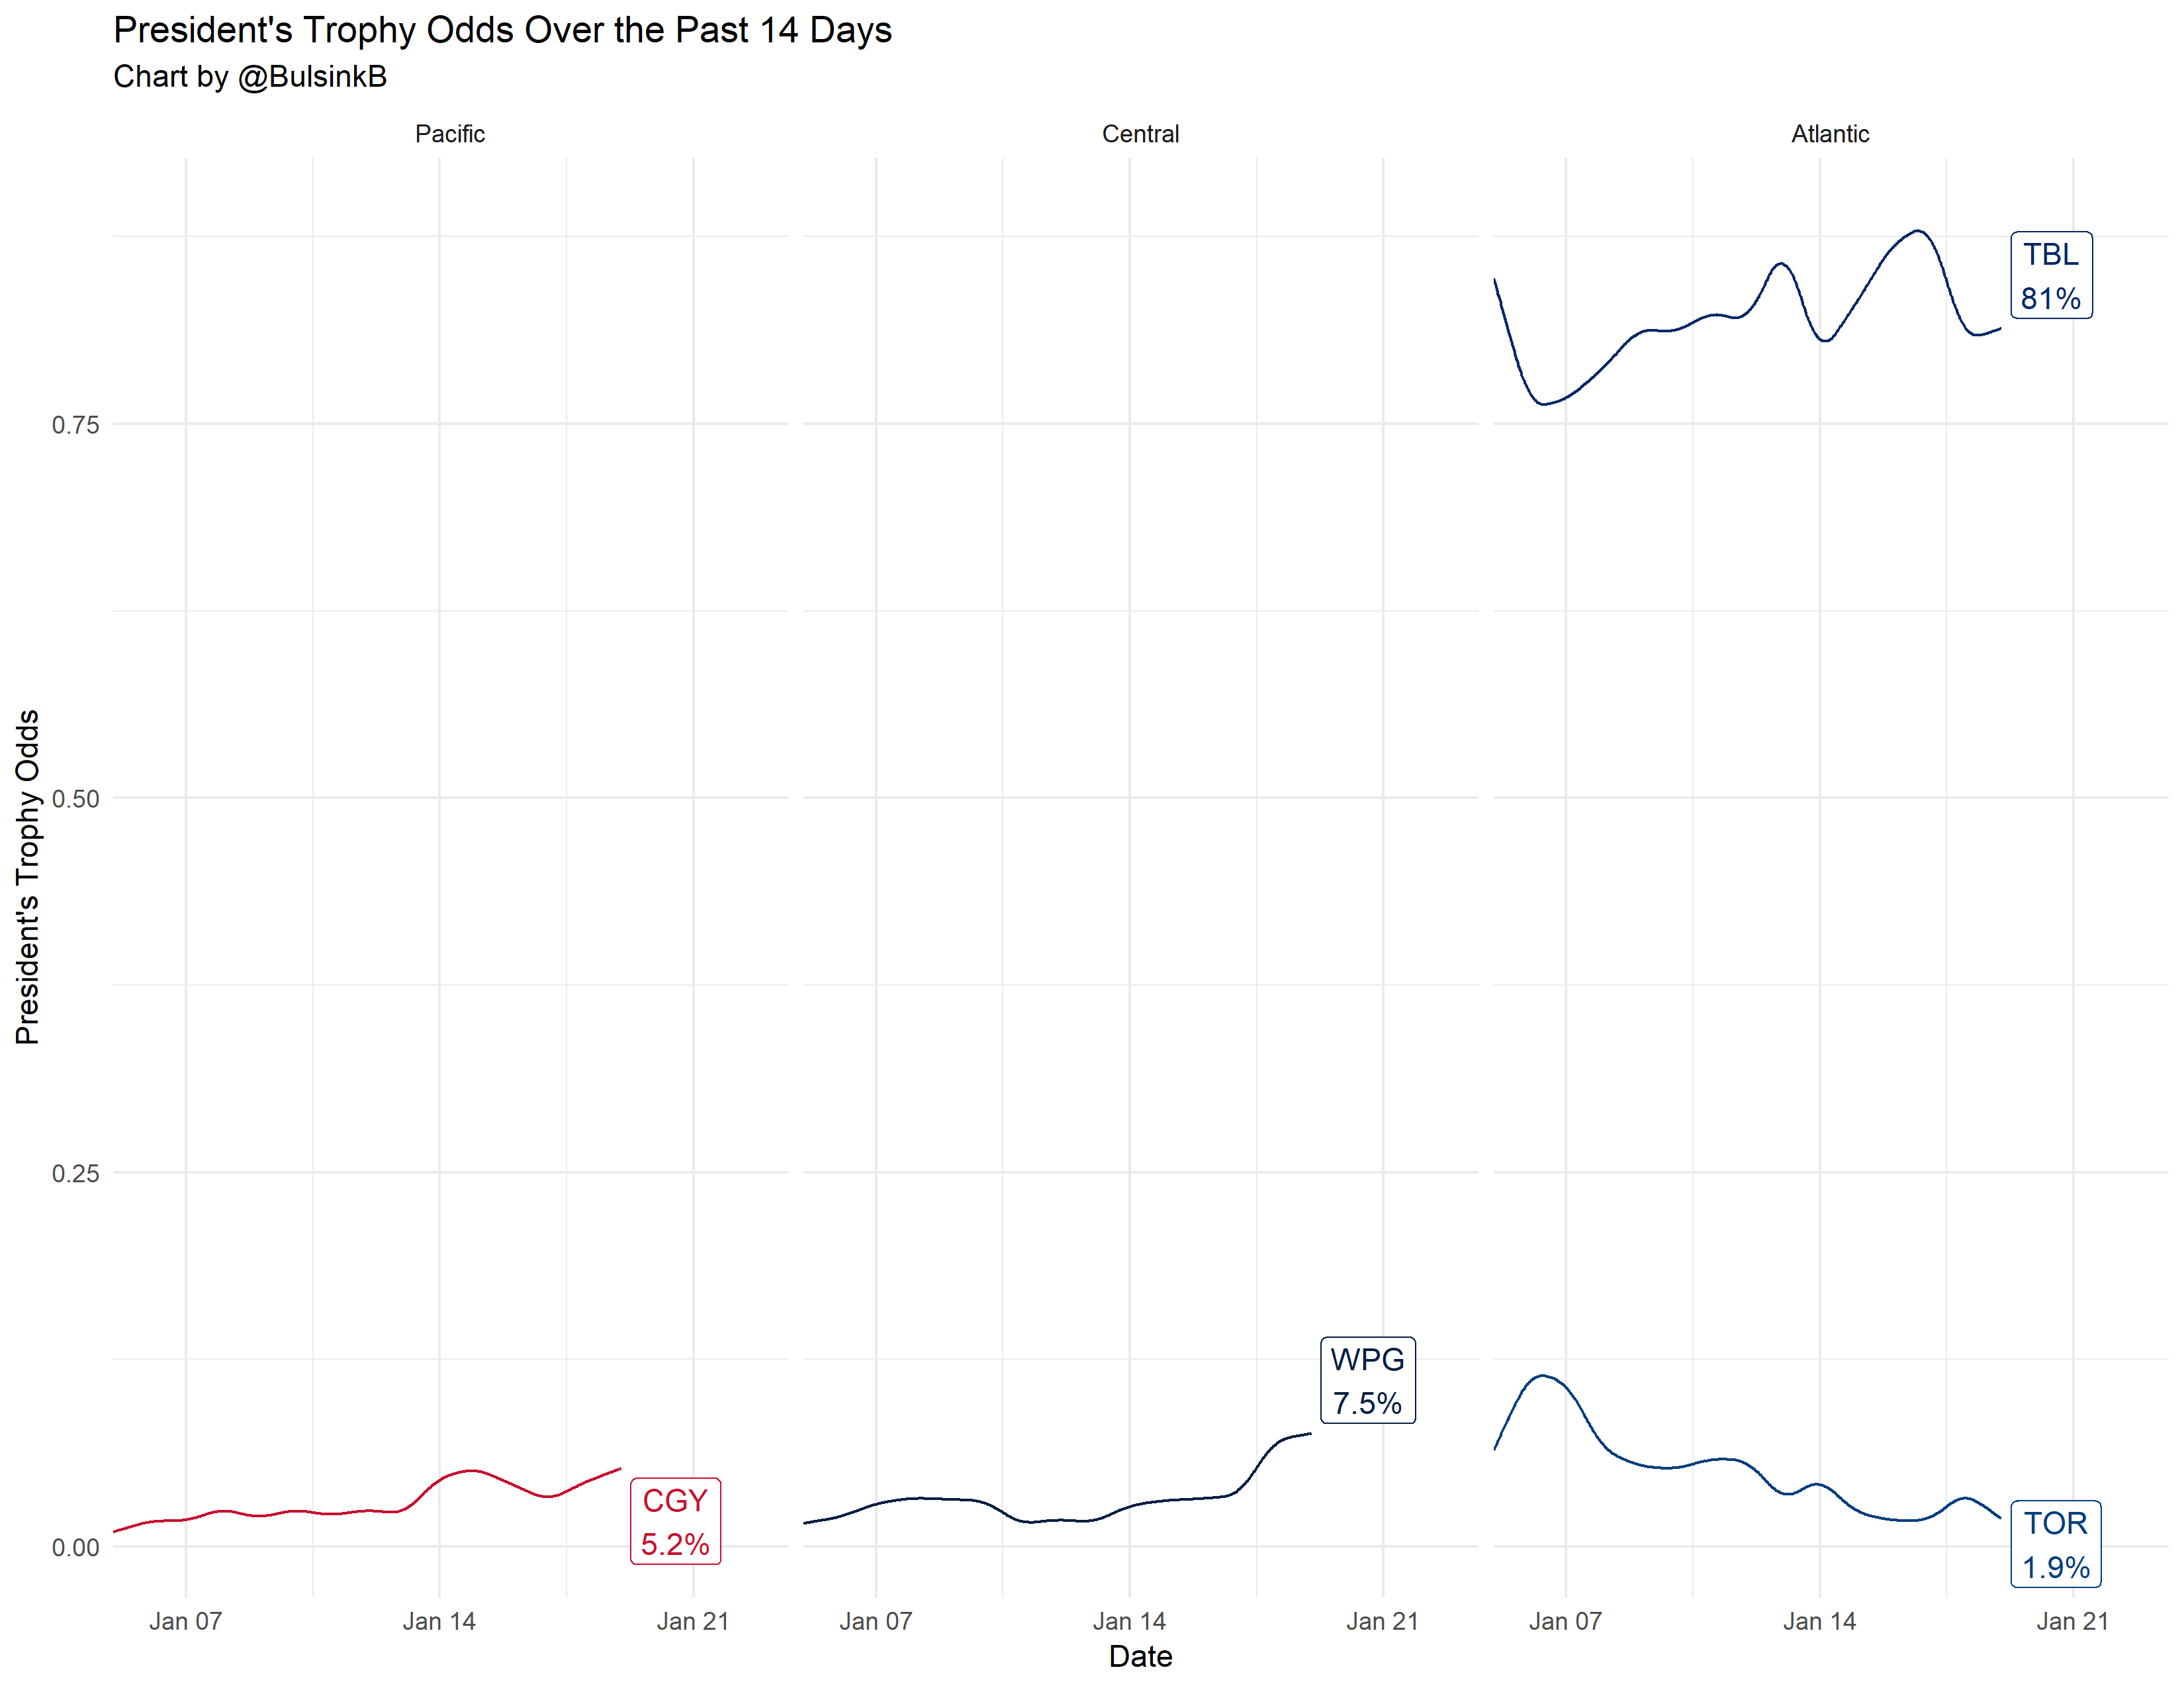 President's Trophy Odds Over the Past 14 Days
Chart by @BulsinkB
Pacific
Central
Atlantic
President's Trophy Odds
0.75
0.50
0.25
0.00
TBL
81%
WPG
7.5%
CGY
5.2%
TOR
1.9%
Jan 07
Jan 14
Jan 21
Jan 07
Jan 14
Jan 21
Jan 07
Jan 14
Jan 21
Date